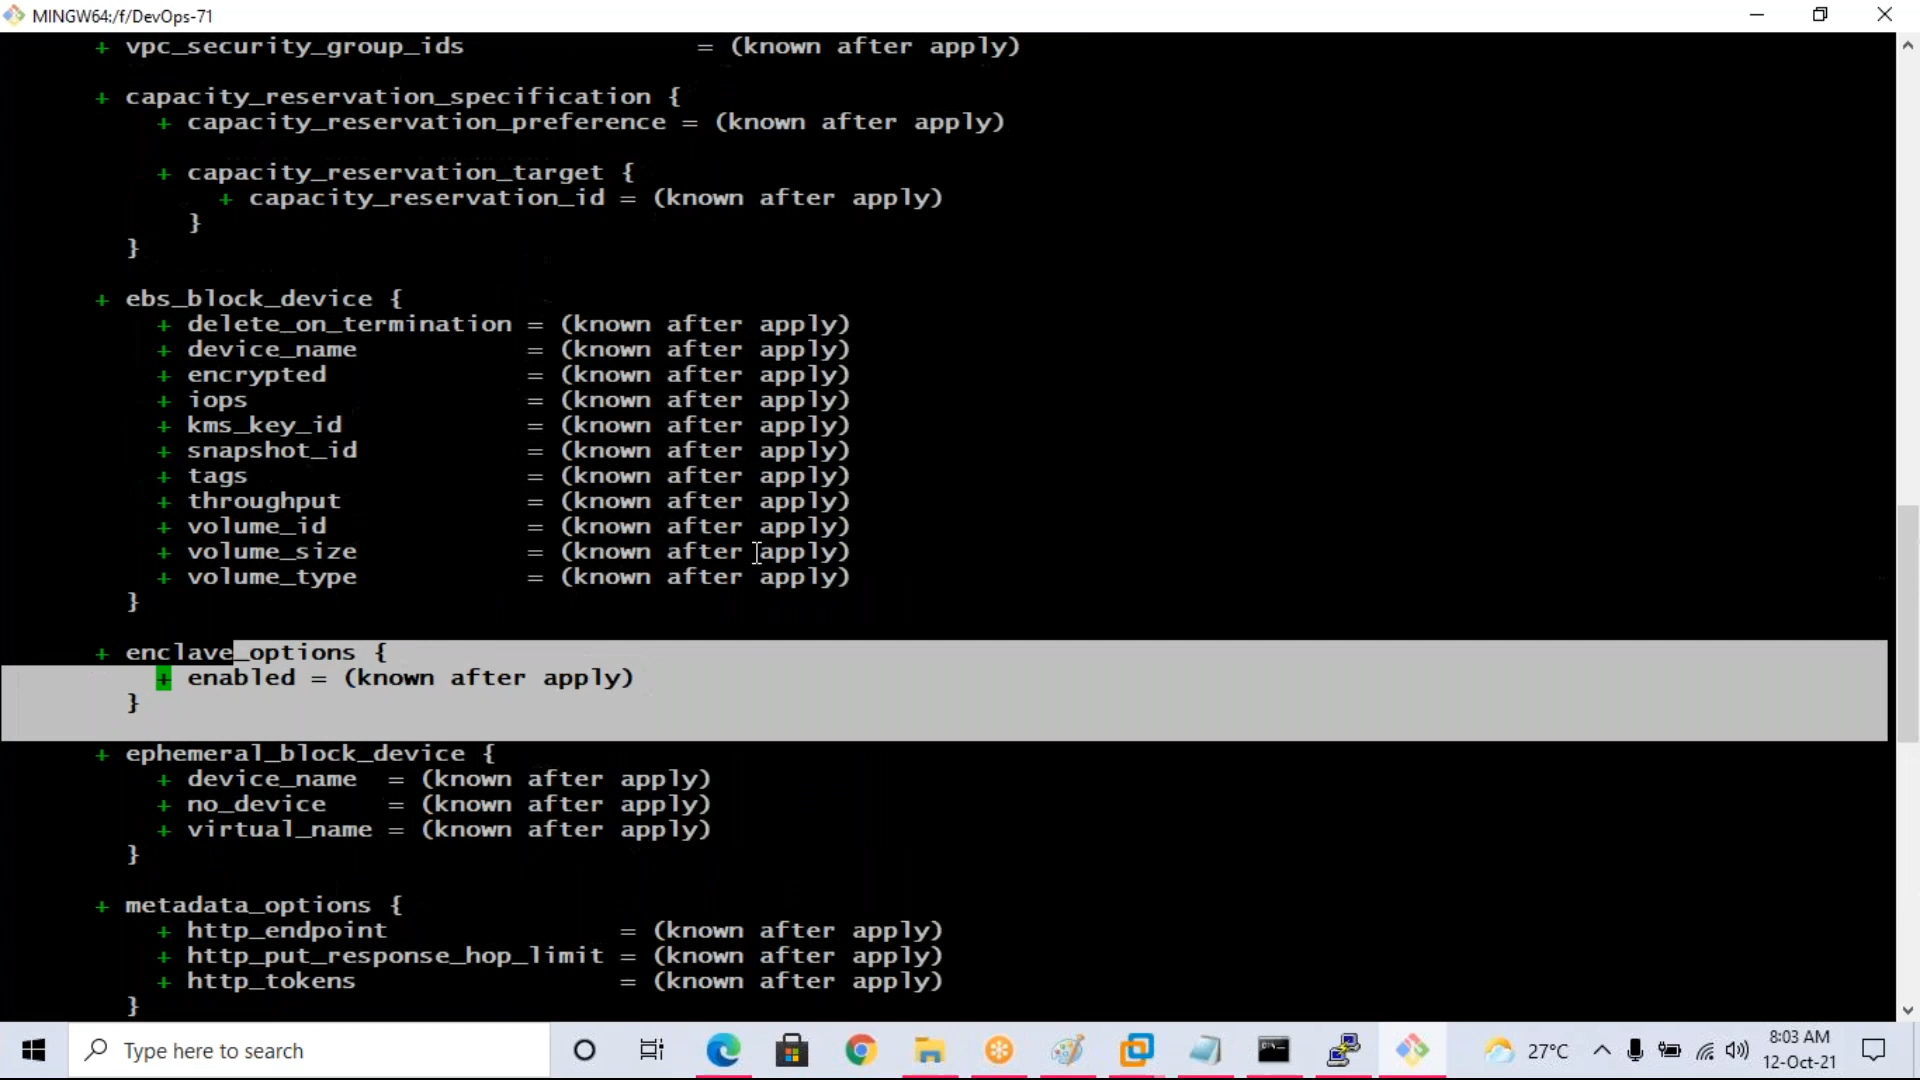 MINGW64:/f/DevOps-71
+ vpc_security_group_ids = (known after apply)
+ capacity_reservation_specification {
+ capacity_reservation_preference = (known after apply)
+ capacity_reservation_target {
+ capacity_reservation_id = (known after apply)
}
}
+ ebs_block_device {
+ delete_on_termination = (known after apply)
+ device_name = (known after apply)
+ encrypted = (known after apply)
+ iops = (known after apply)
+ kms_key_id = (known after apply)
+ snapshot_id = (known after apply)
+ tags = (known after apply)
+ throughput = (known after apply)
+ volume_id = (known after apply)
+ volume_size = (known after apply)
+ volume_type = (known after apply)
}
+ enclave_options {
+ enabled = (known after apply)
}
+ ephemeral_block_device {
+ device_name = (known after apply)
+ no_device = (known after apply)
+ virtual_name = (known after apply)
}
+ metadata_options {
+ http_endpoint = (known after apply)
+ http_put_response_hop_limit = (known after apply)
+ http_tokens = (known after apply)
}
Type here to search
27°C
8:03 AM
12-Oct-21